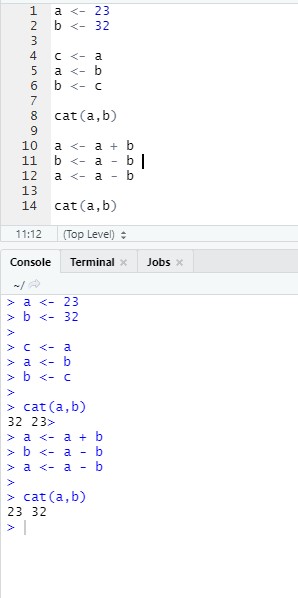 1 a <- 23
2 b <- 32
3
4 c <- a
5 a <- b
6 b <- c
7
8 cat(a,b)
9
10 a <- a + b
11 b <- a - b
12 a <- a - b
13
14 cat(a,b)
11:12 (Top Level)
Console Terminal Jobs
~/
> a <- 23
> b <- 32
>
> c <- a
> a <- b
> b <- c
>
> cat(a,b)
32 23>
> a <- a + b
> b <- a - b
> a <- a - b
>
> cat(a,b)
23 32
>